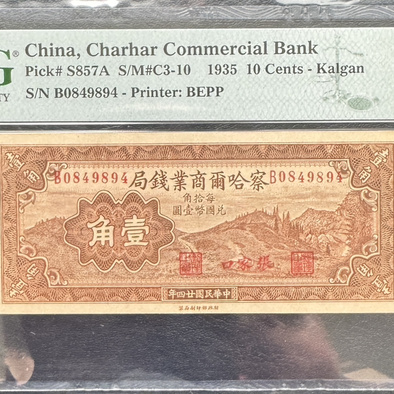 China, Charhar Commercial Bank
Pick# S857A S/M#C3-10 1935 10 Cents - Kalgan
S/N B0849894 - Printer: BEPP
B0849894 B0849894
局錢業商爾哈察
每拾角
兌國幣壹圓
角壹
口家張
年四廿國民華中